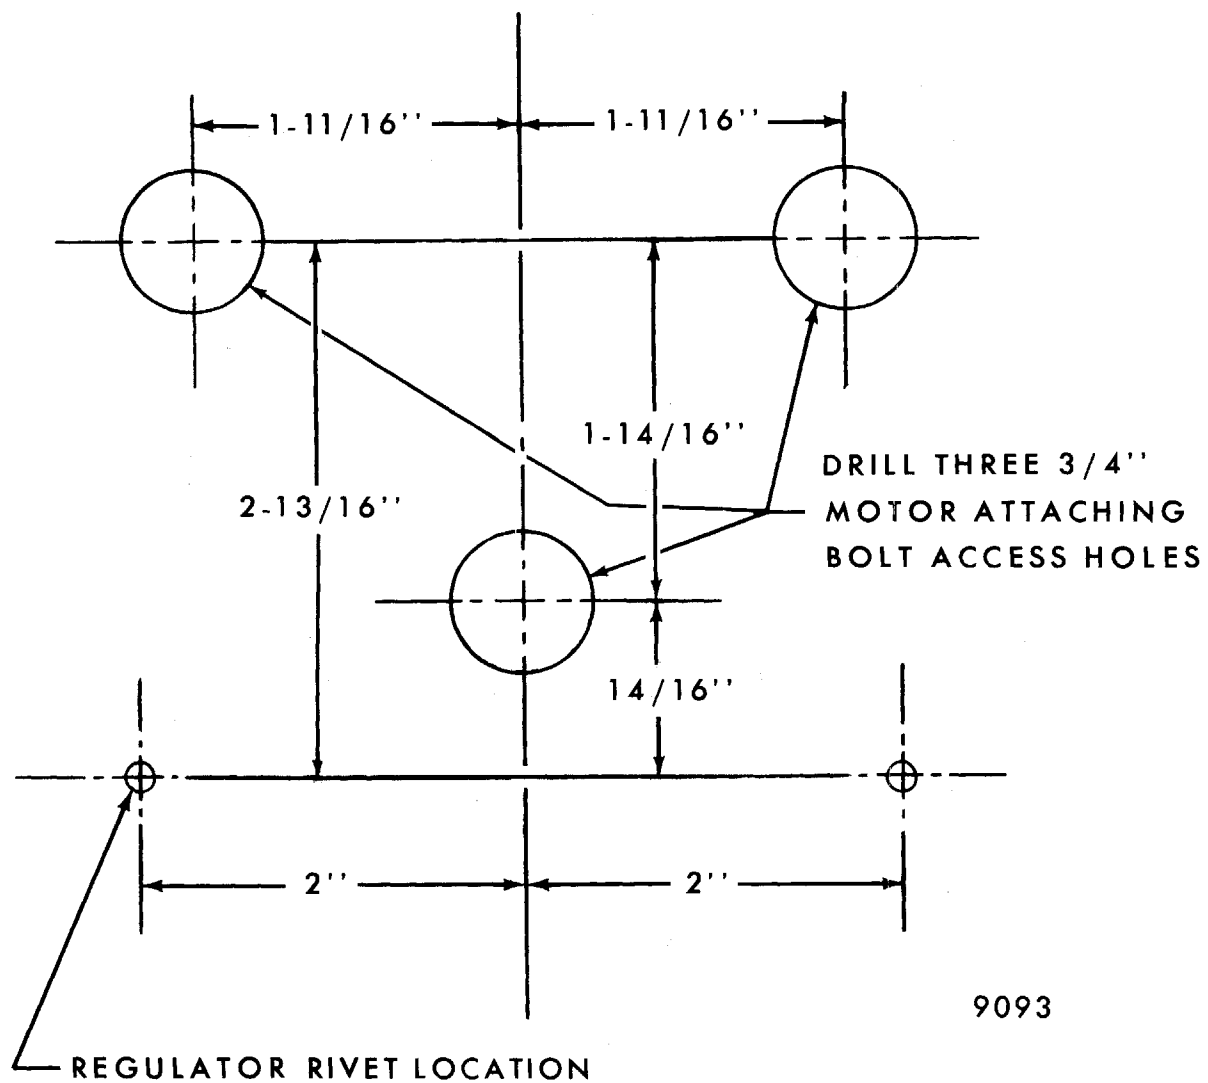 1-11/16'' 1-11/16''
1-14/16''
2-13/16''
DRILL THREE 3/4''
MOTOR ATTACHING
BOLT ACCESS HOLES
14/16''
2'' 2''
9093
REGULATOR RIVET LOCATION